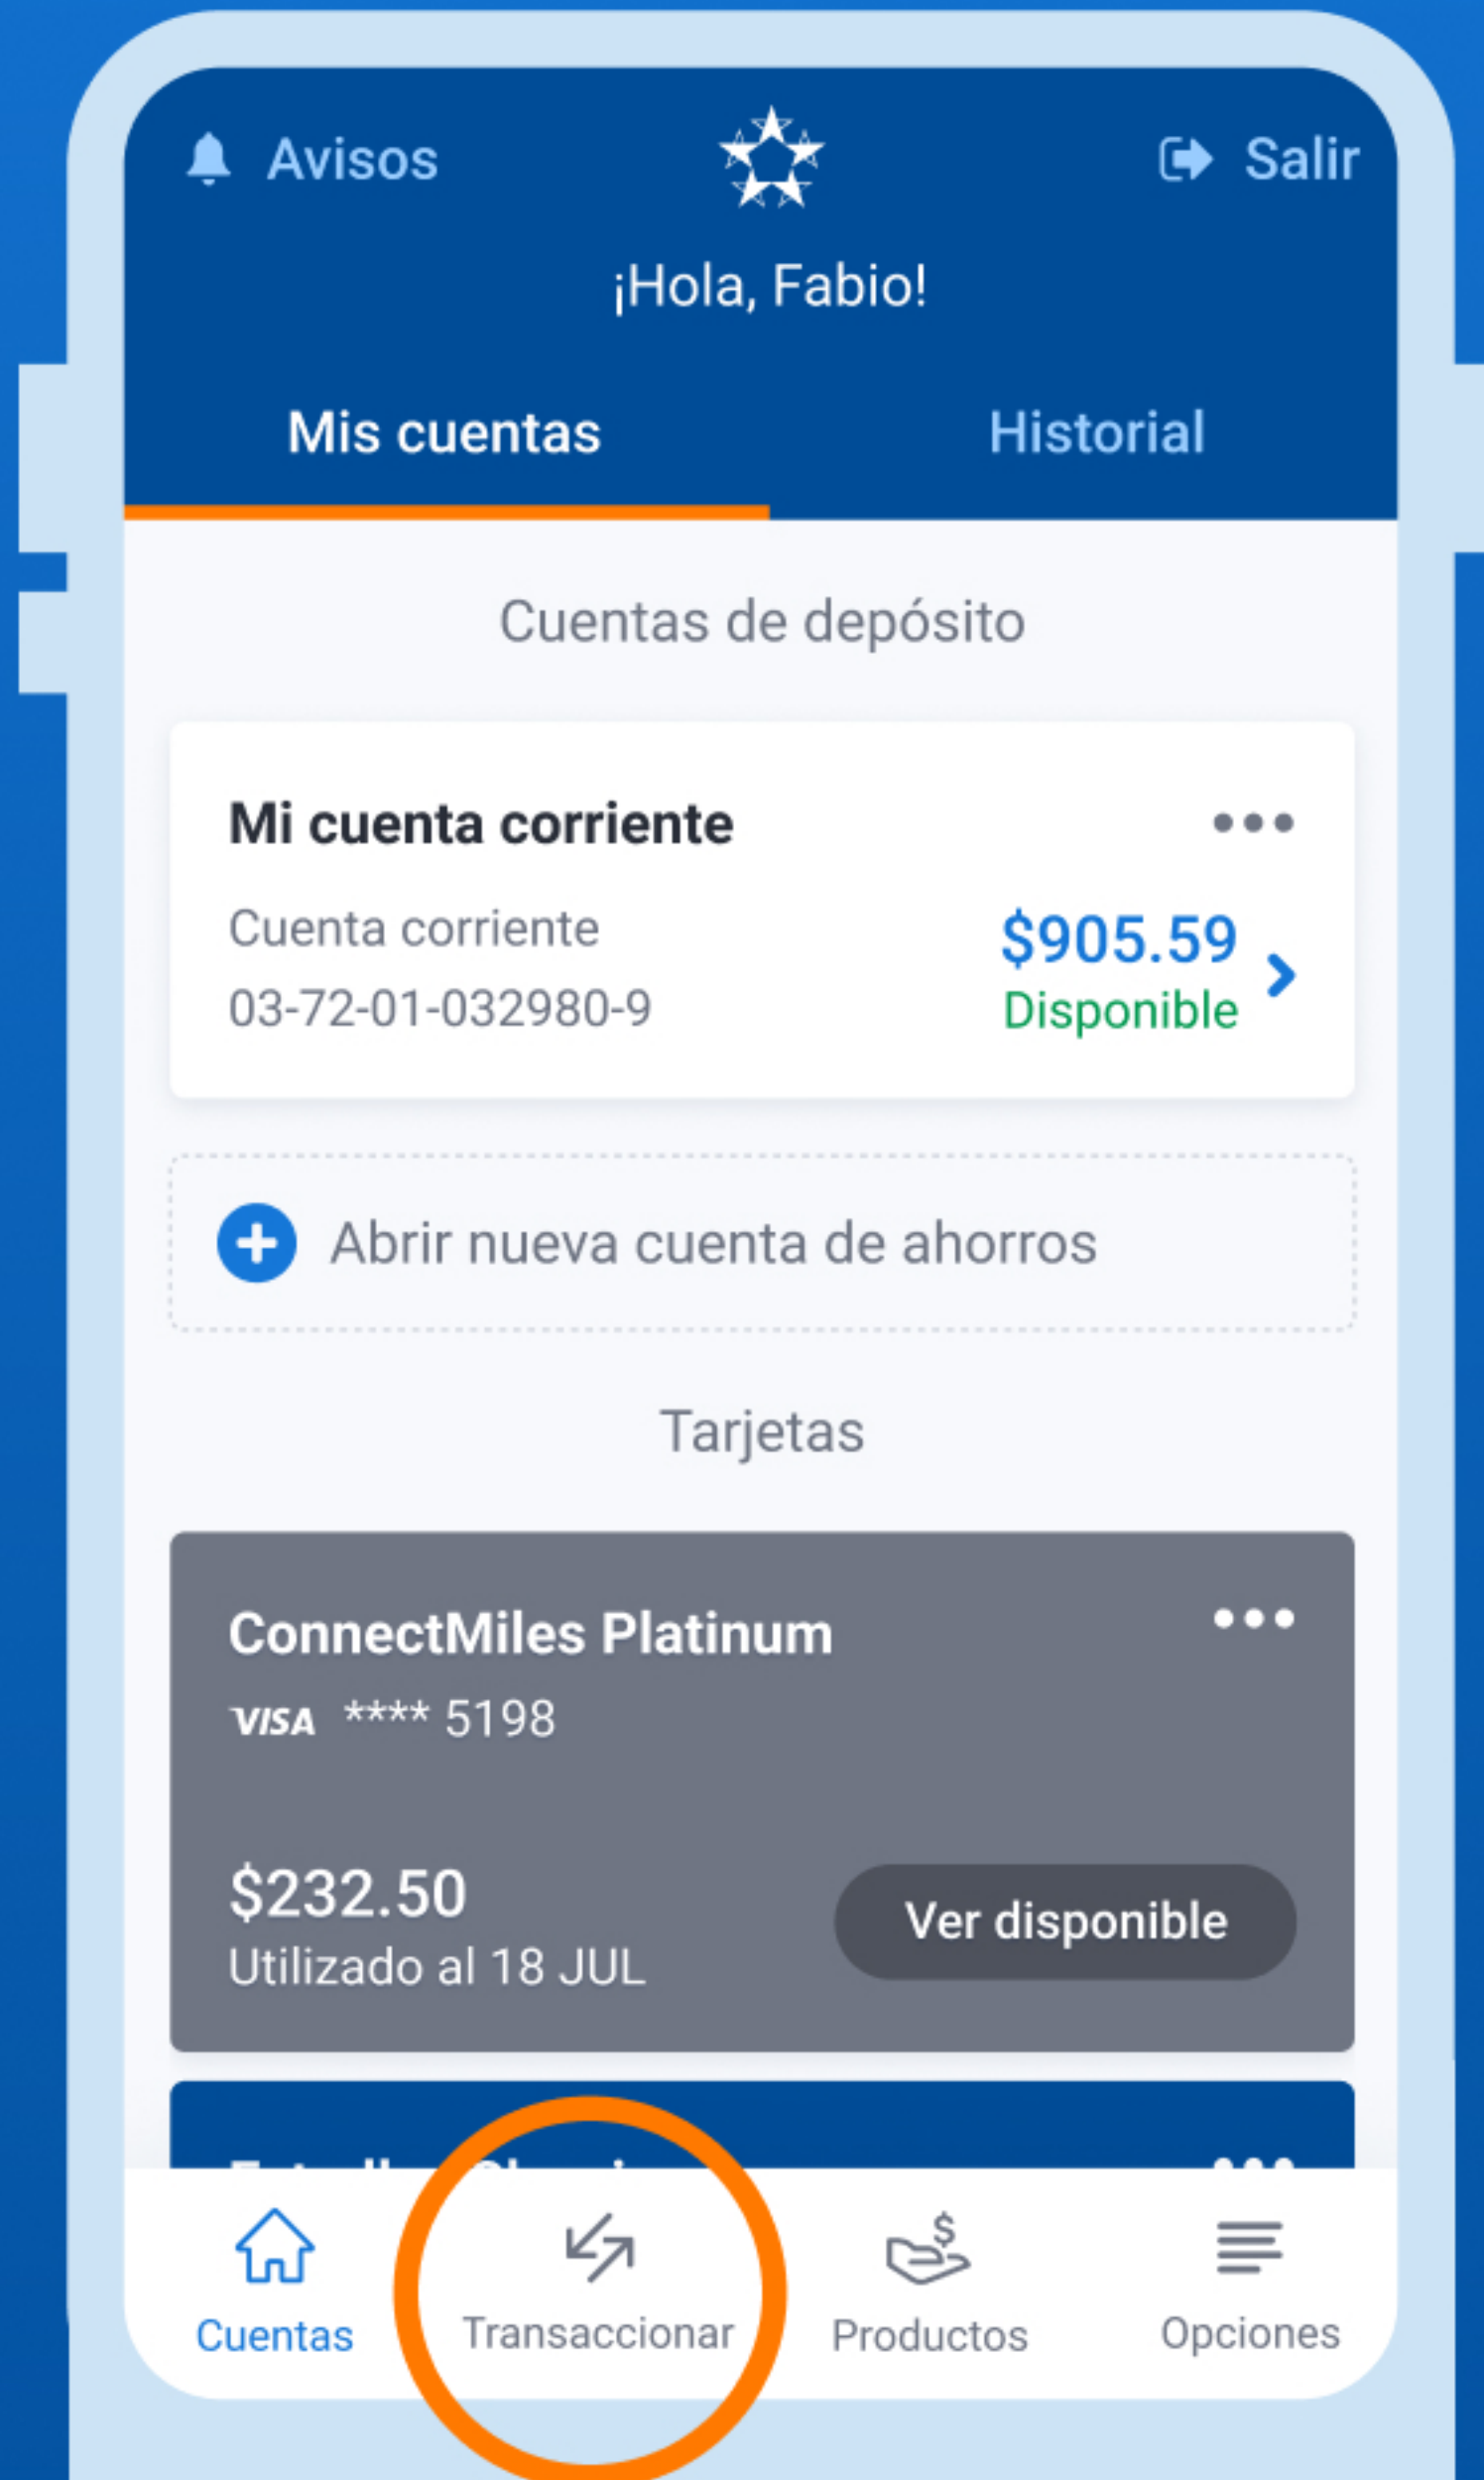 Avisos
Salir
¡Hola, Fabio!
Mis cuentas
Historial
Cuentas de depósito
Mi cuenta corriente
Cuenta corriente
$905.59
03-72-01-032980-9
Disponible
Abrir nueva cuenta de ahorros
Tarjetas
ConnectMiles Platinum
VISA **** 5198
$232.50
Ver disponible
Utilizado al 18 JUL
Cuentas
Transaccionar
Productos
Opciones